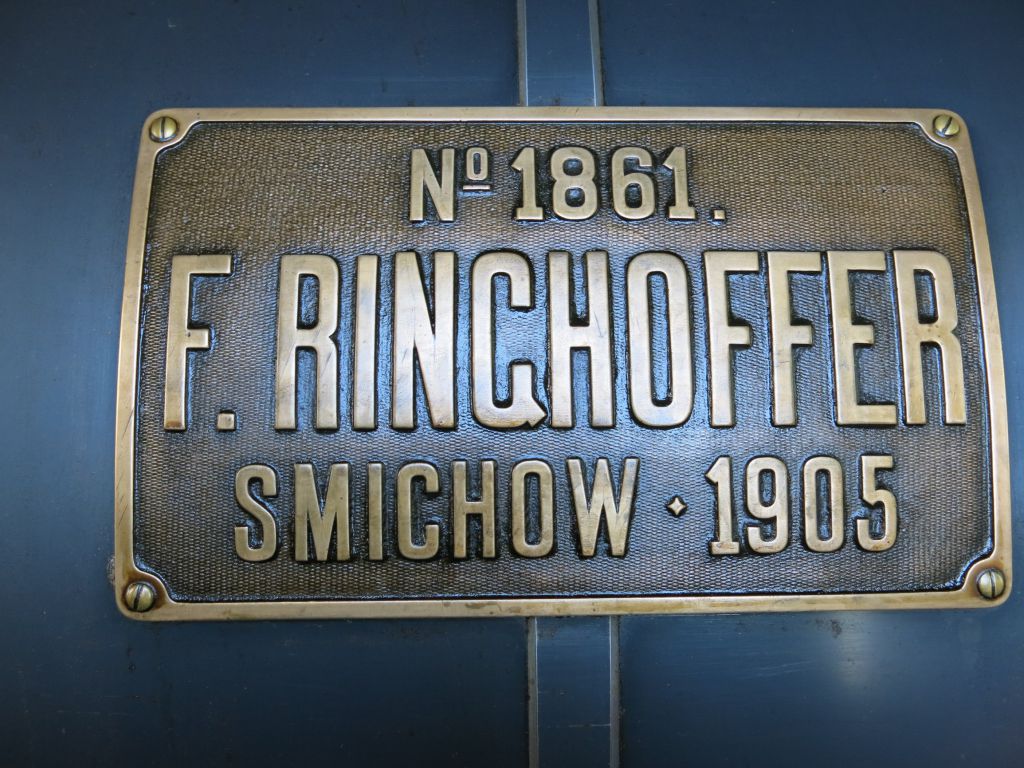 Nº 1861.
F. RINGHOFFER
SMICHOW · 1905